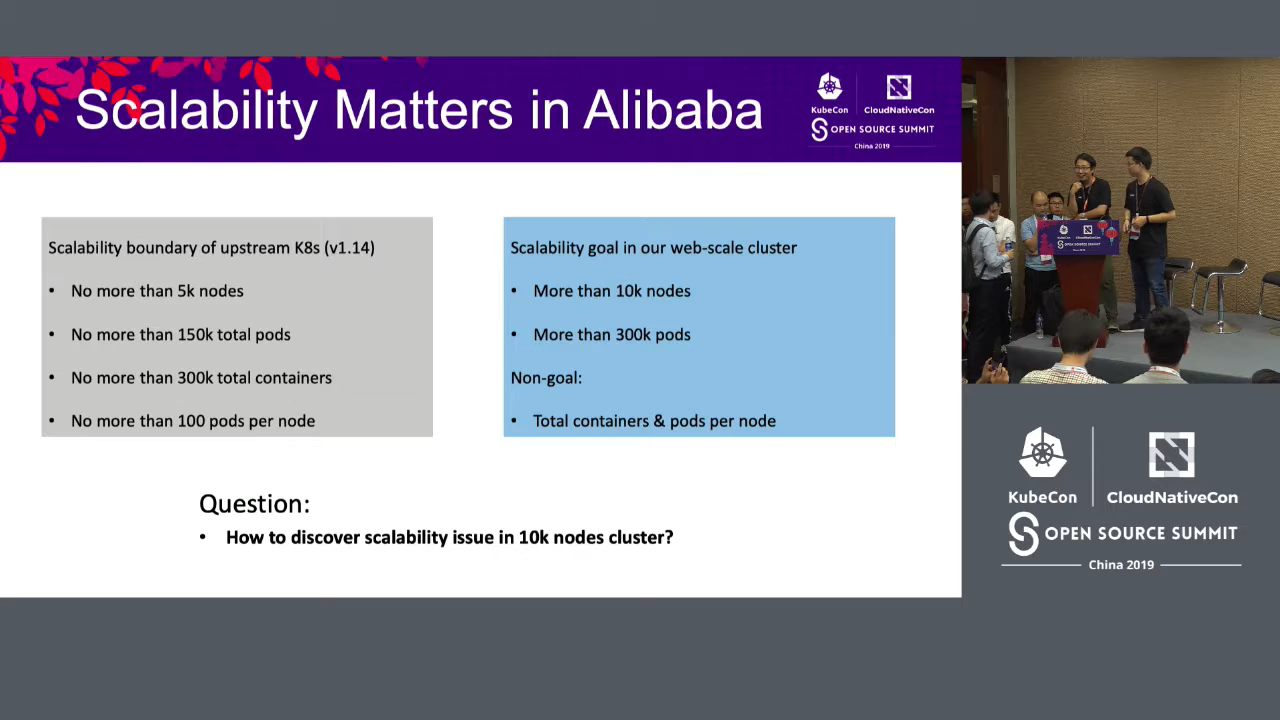 Scalability Matters in Alibaba
KubeCon
CloudNativeCon
OPEN SOURCE SUMMIT
China 2019
Scalability boundary of upstream K8s (v1.14)
• No more than 5k nodes
• No more than 150k total pods
• No more than 300k total containers
• No more than 100 pods per node
Scalability goal in our web-scale cluster
• More than 10k nodes
• More than 300k pods
Non-goal:
• Total containers & pods per node
Question:
• How to discover scalability issue in 10k nodes cluster?
OPEN SOURCE SUMMIT
KubeCon
CloudNativeCon
OPEN SOURCE SUMMIT
China 2019